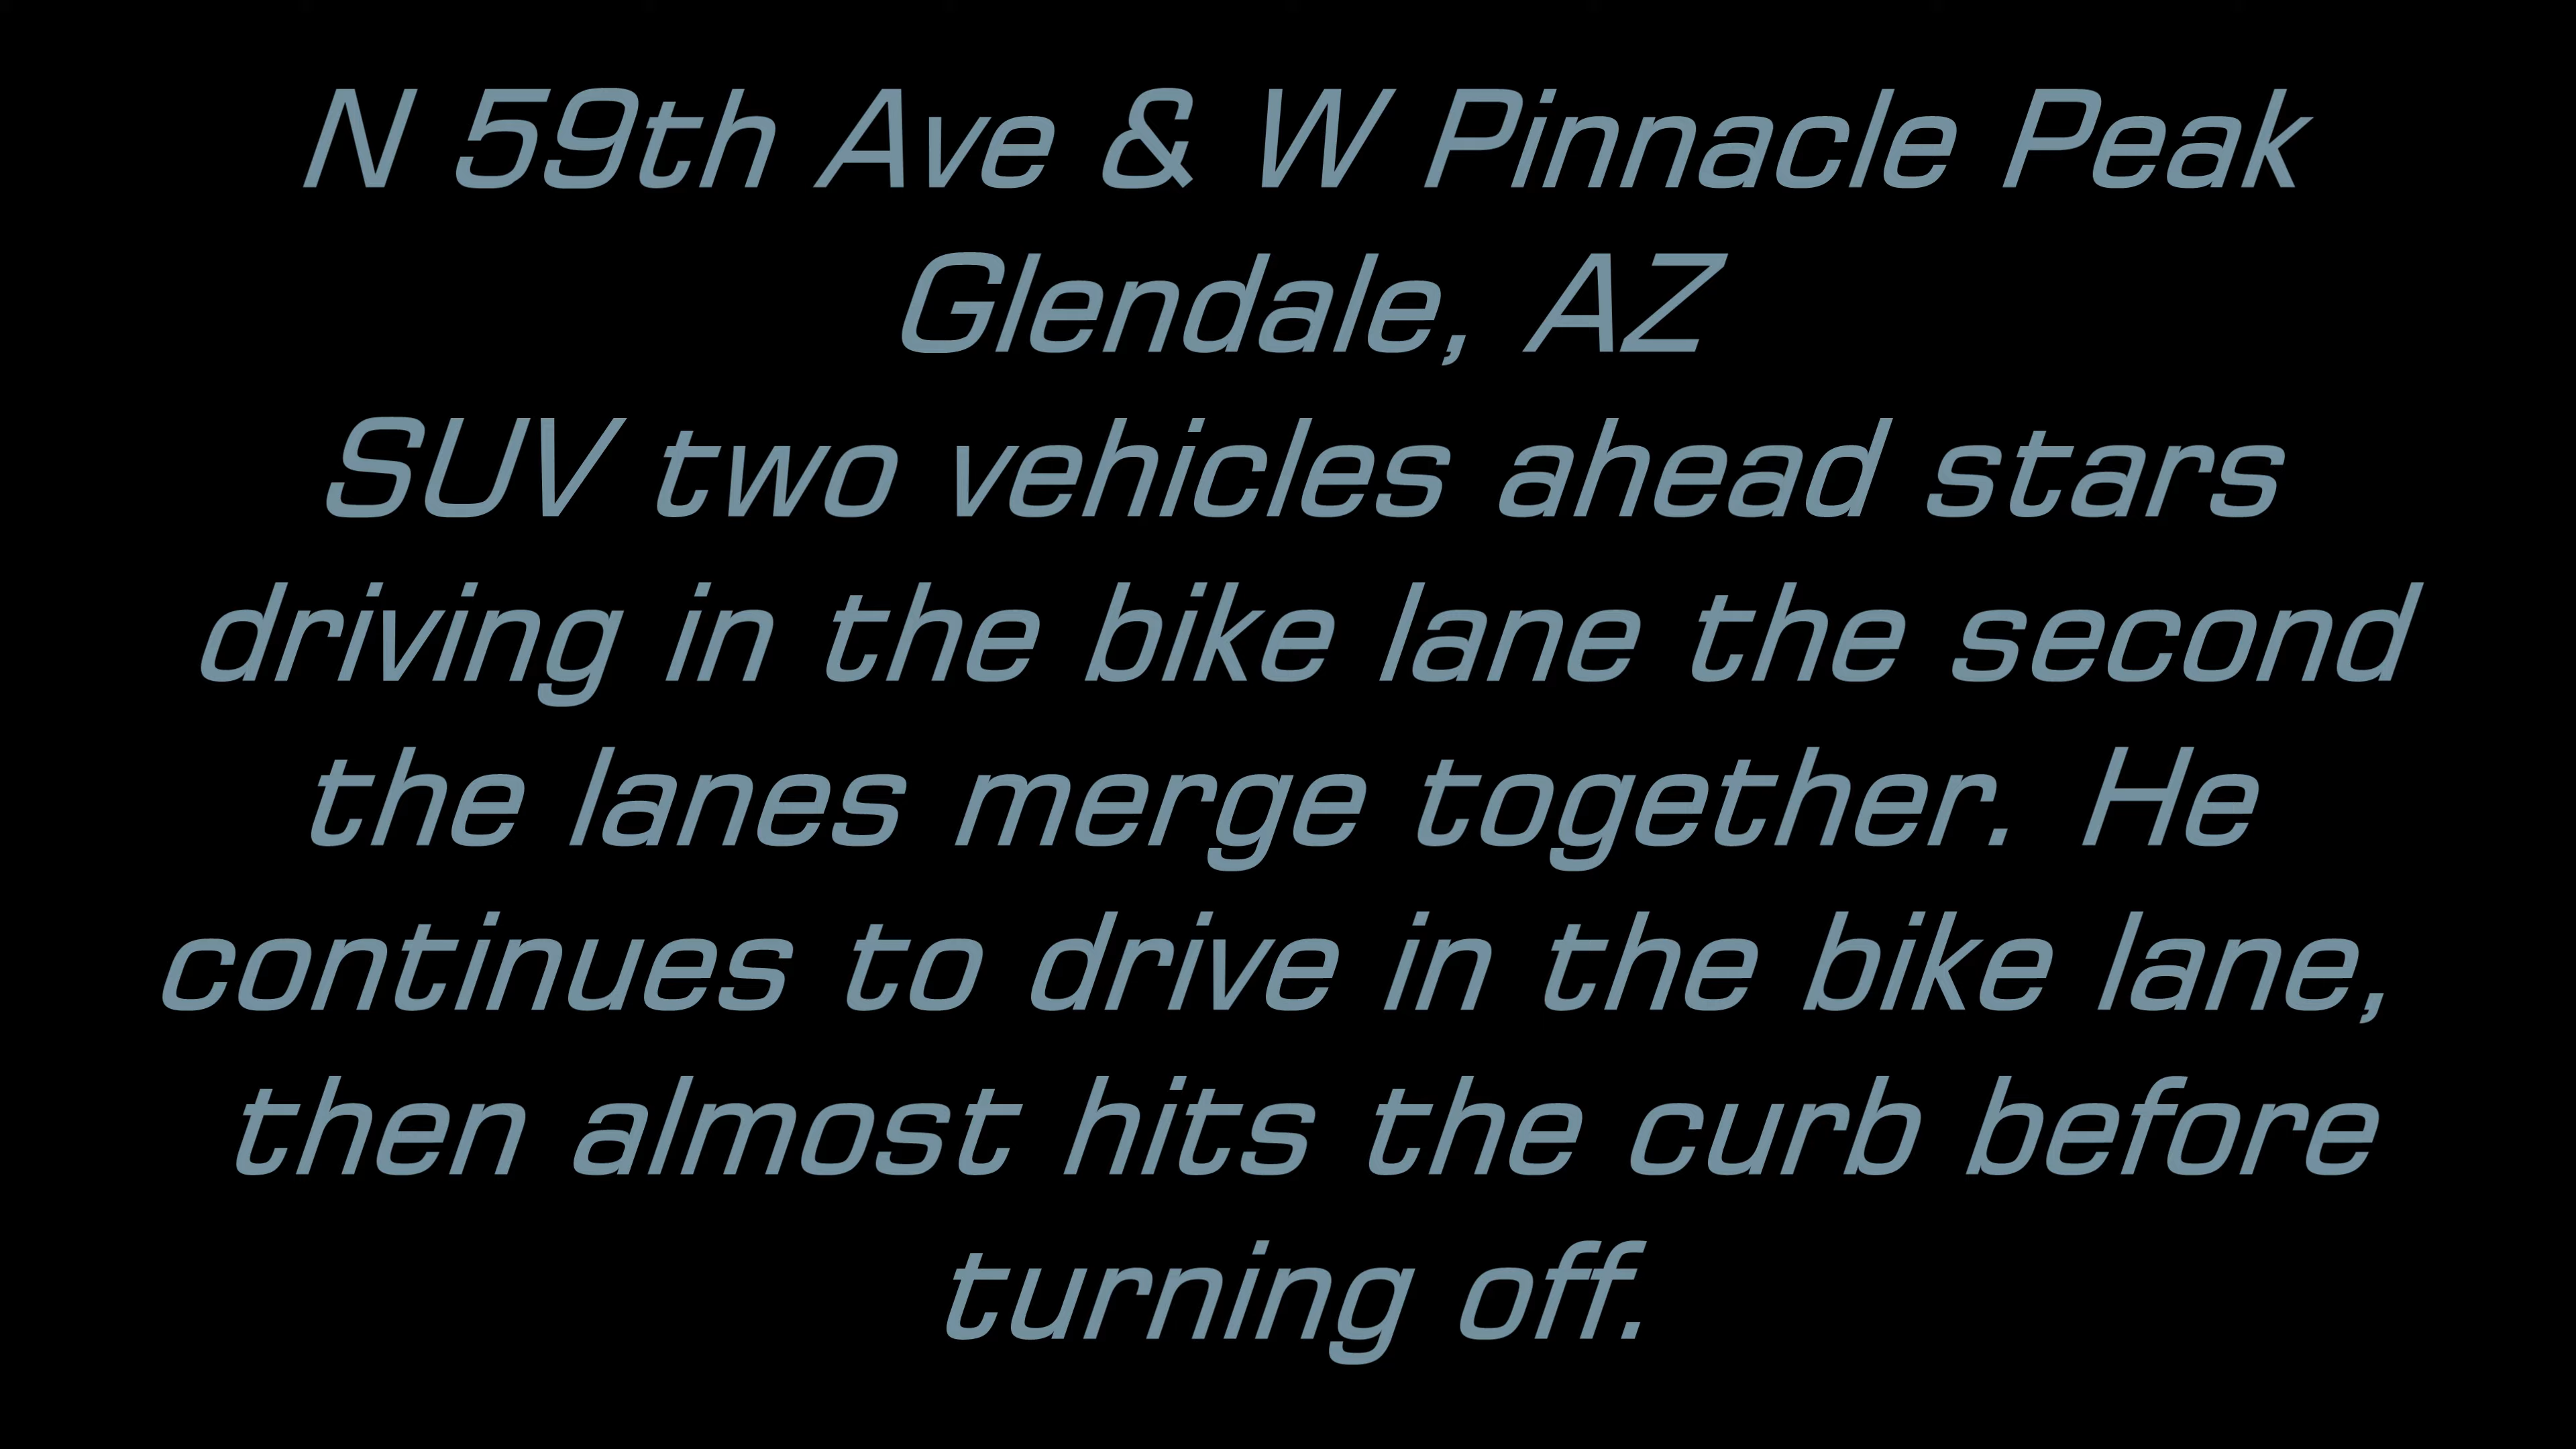 N 59th Ave & W Pinnacle Peak
Glendale, AZ
SUV two vehicles ahead stars
driving in the bike lane the second
the lanes merge together. He
continues to drive in the bike lane,
then almost hits the curb before
turning off.